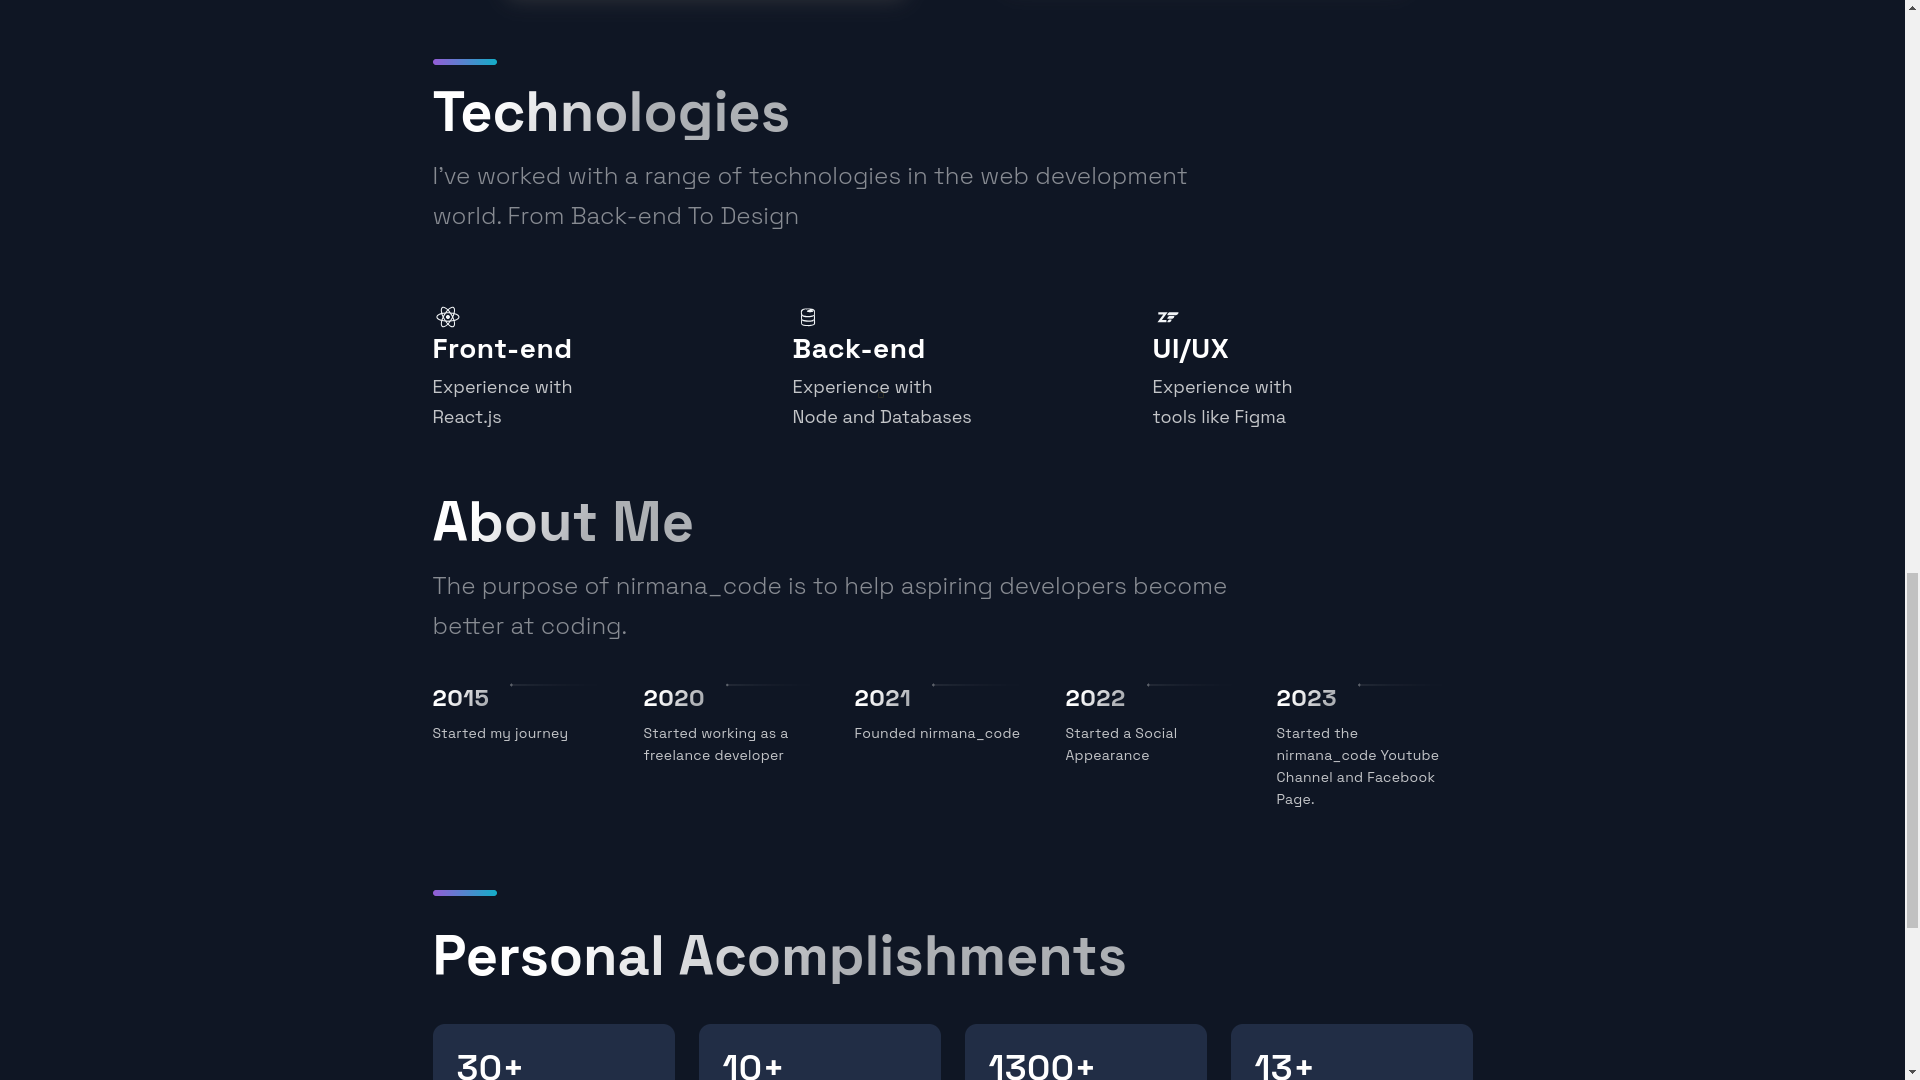 Technologies
I've worked with a range of technologies in the web development
world. From Back-end To Design
Front-end
Experience with
React.js
Back-end
Experience with
Node and Databases
UI/UX
Experience with
tools like Figma
About Me
The purpose of nirmana_code is to help aspiring developers become
better at coding.
2015
Started my journey
2020
Started working as a
freelance developer
2021
Founded nirmana_code
2022
Started a Social
Appearance
2023
Started the
nirmana_code Youtube
Channel and Facebook
Page.
Personal Acomplishments
30+
10+
1300+
13+